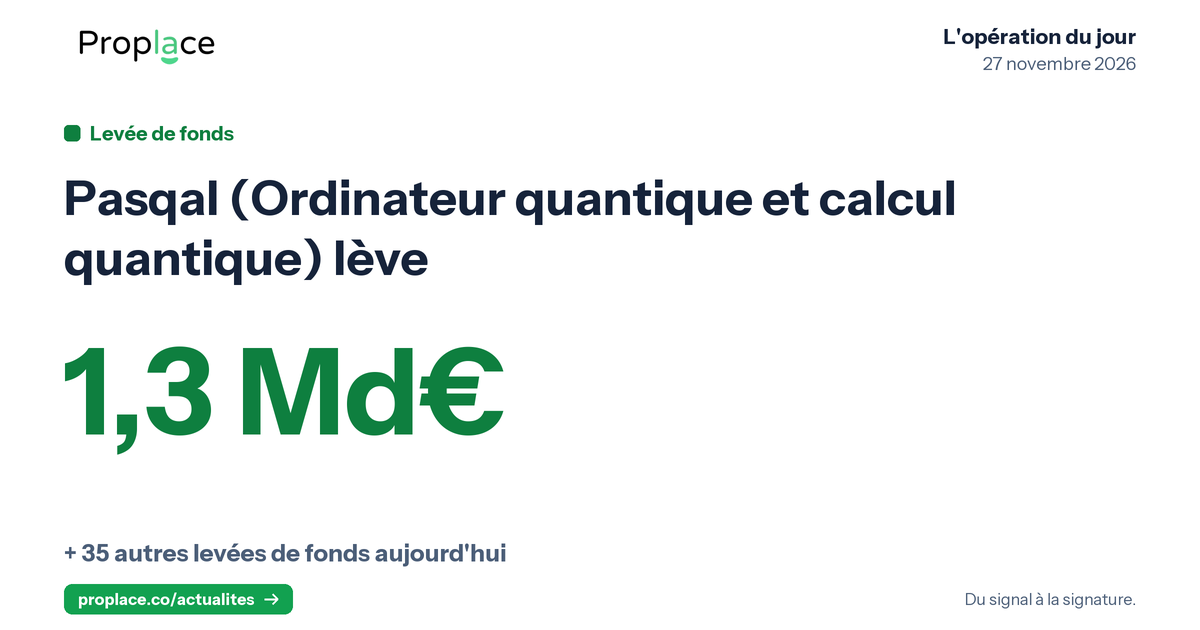 Proplace
L'opération du jour
27 novembre 2026
Levée de fonds
Pasqal (Ordinateur quantique et calcul
quantique) lève
1,3 Md€
+ 35 autres levées de fonds aujourd'hui
proplace.co/actualites →
Du signal à la signature.